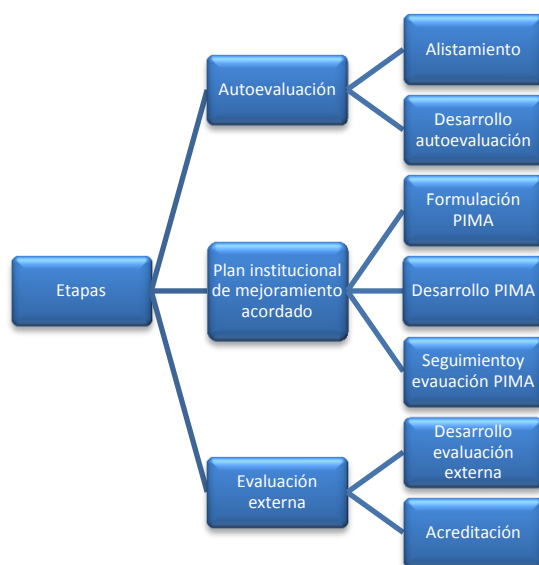 Etapas
Autoevaluación
Alistamiento
Desarrollo
autoevaluación
Plan institucional
de mejoramiento
acordado
Formulación
PIMA
Desarrollo PIMA
Seguimientoy
evauación PIMA
Evaluación
externa
Desarrollo
evaluación
externa
Acreditación